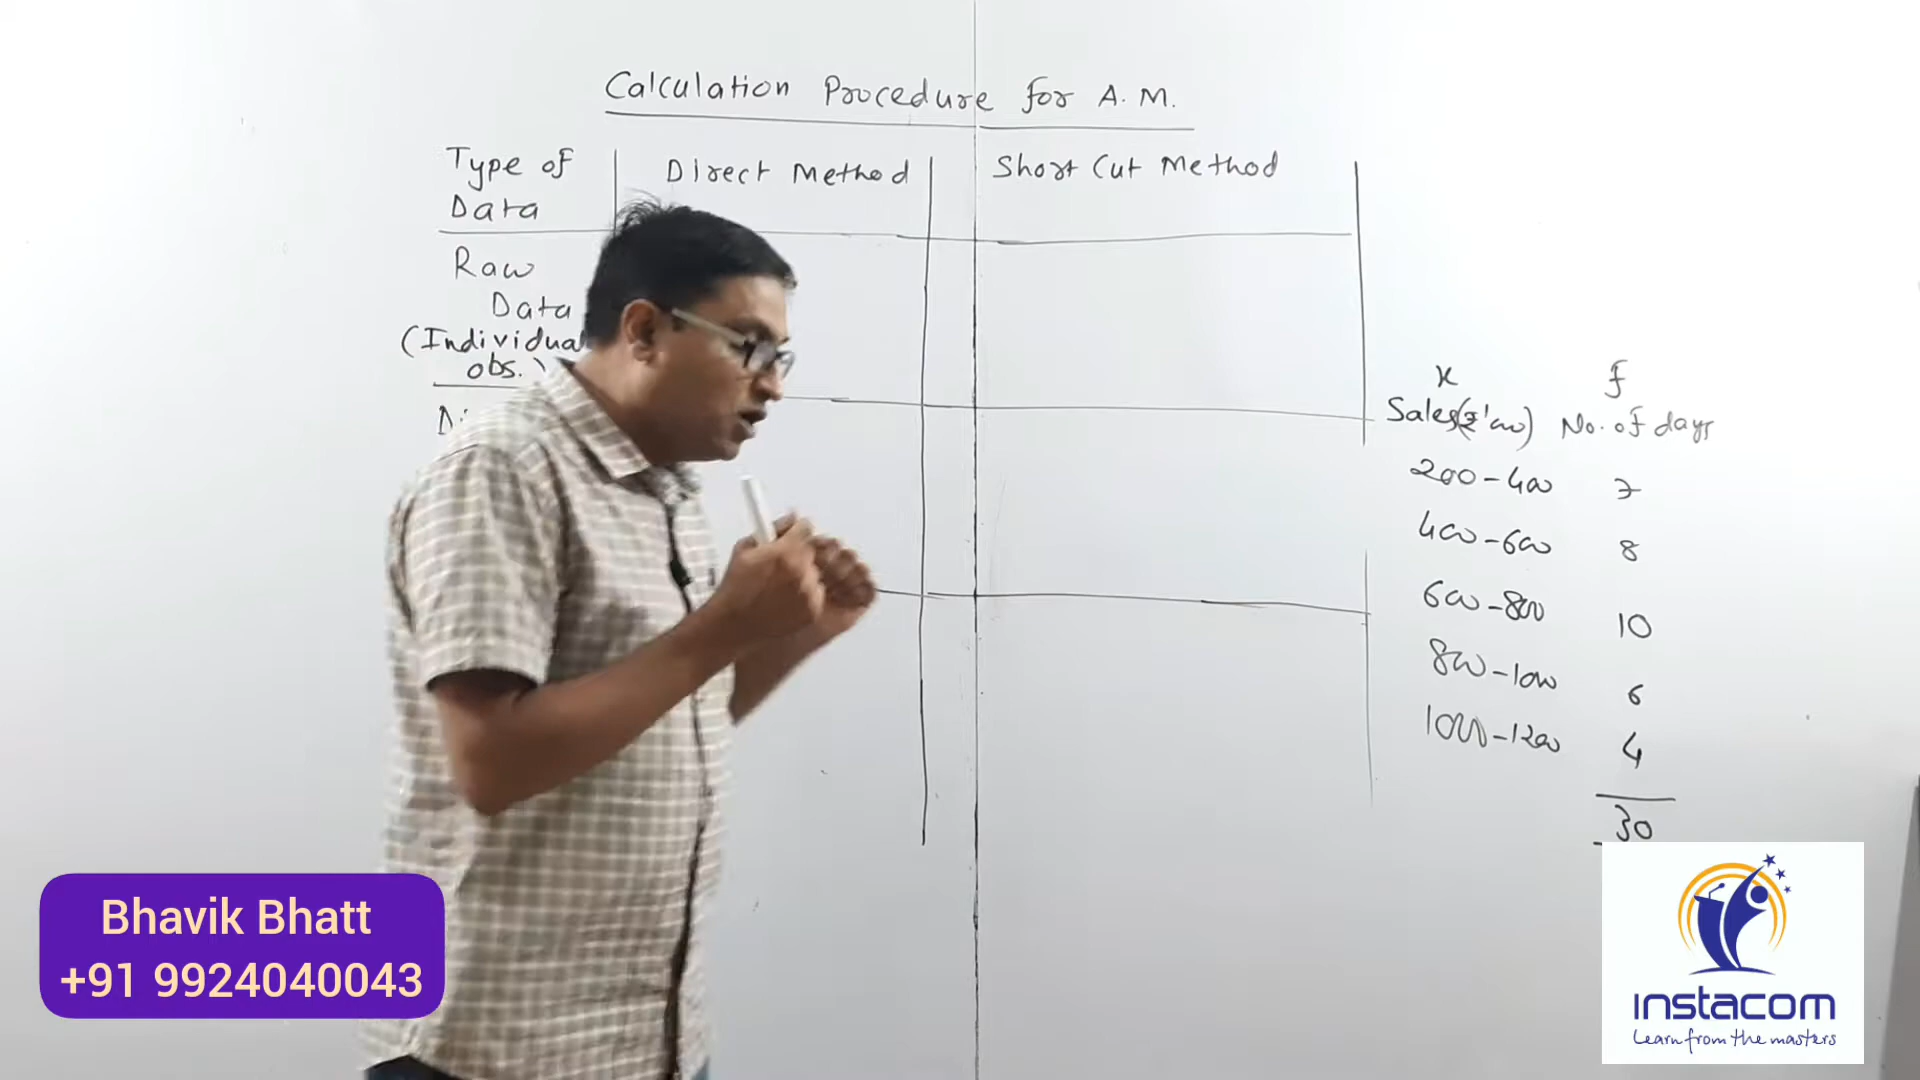 Calculation Procedure for A.M.
Type of Data
Direct Method
Short Cut Method
Raw
Data
(Individua
obs.)
x
f
Sales(₹'00) No. of days
200-400 2
400-600 8
600-800 10
800-1000 6
1000-1200 4
30
Bhavik Bhatt
+91 9924040043
ınstacom
Learn from the masters